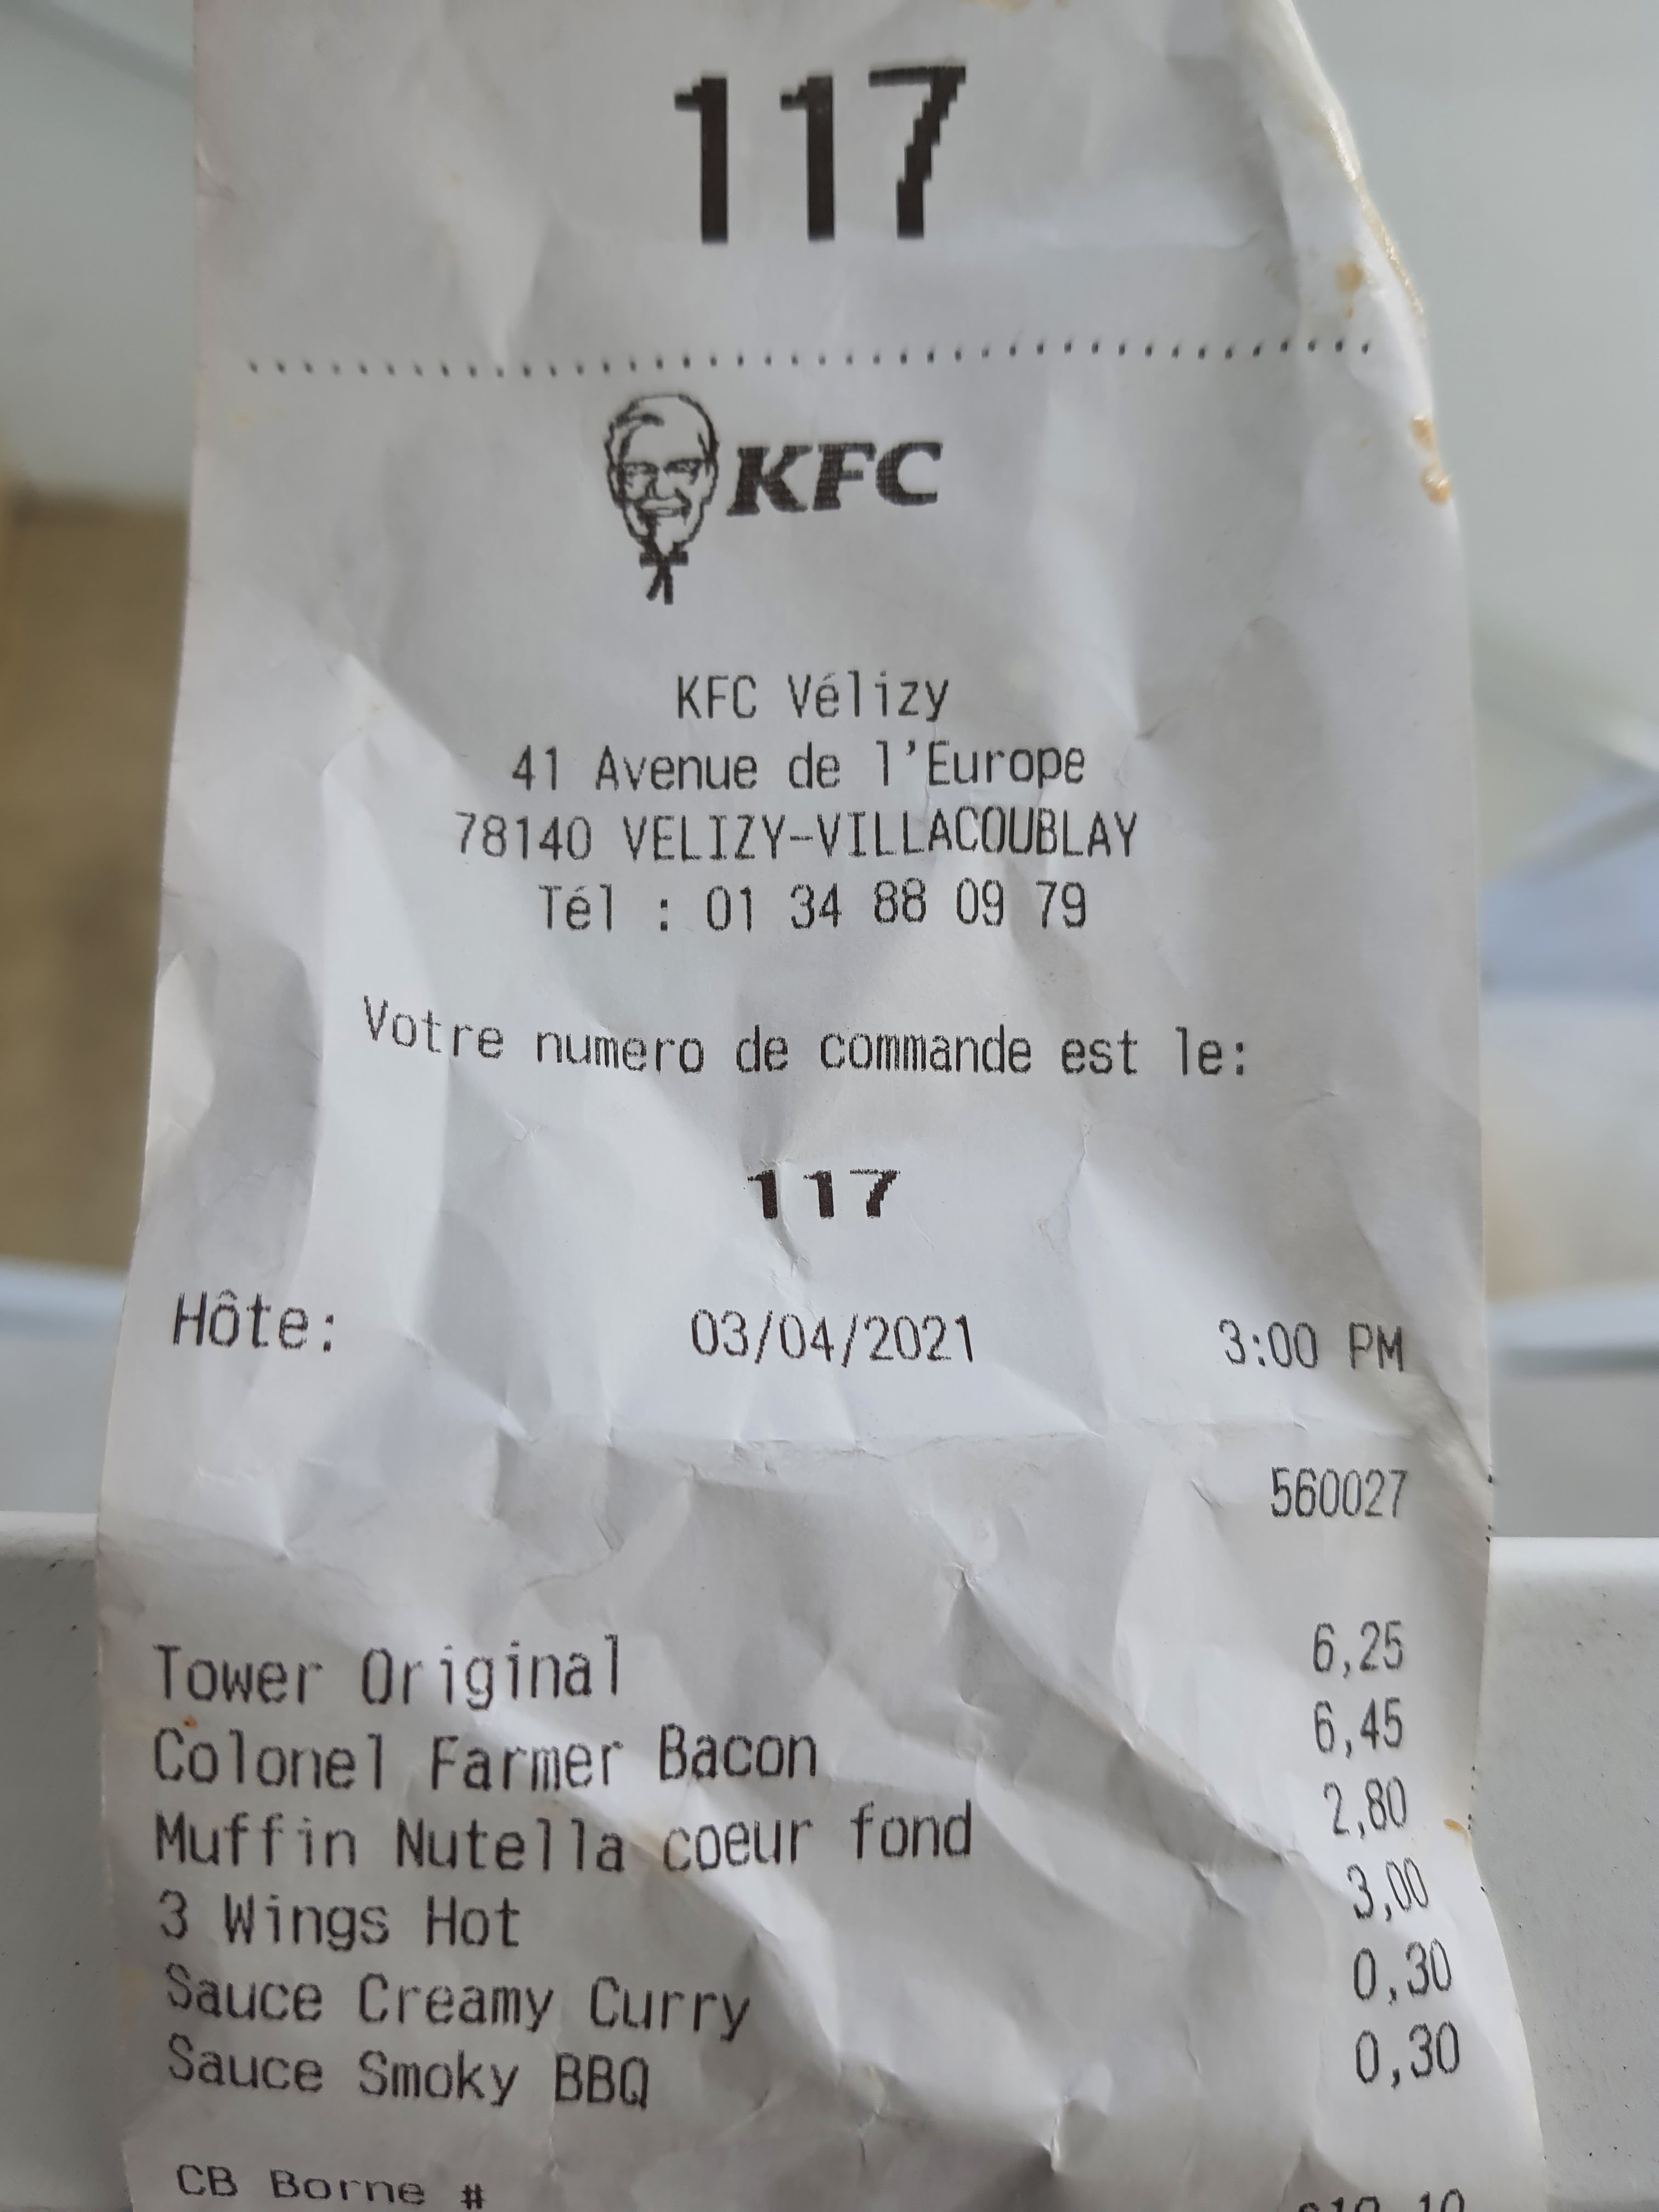 117
KFC
KFC Vélizy
41 Avenue de l'Europe
78140 VELIZY-VILLACOUBLAY
Tél : 01 34 88 09 79
Votre numero de commande est le:
117
Hôte: 03/04/2021 3:00 PM
560027
Tower Original 6,25
Colonel Farmer Bacon 6,45
Muffin Nutella coeur fond 2,80
3 Wings Hot 3,00
Sauce Creamy Curry 0,30
Sauce Smoky BBQ 0,30
CB Borne #